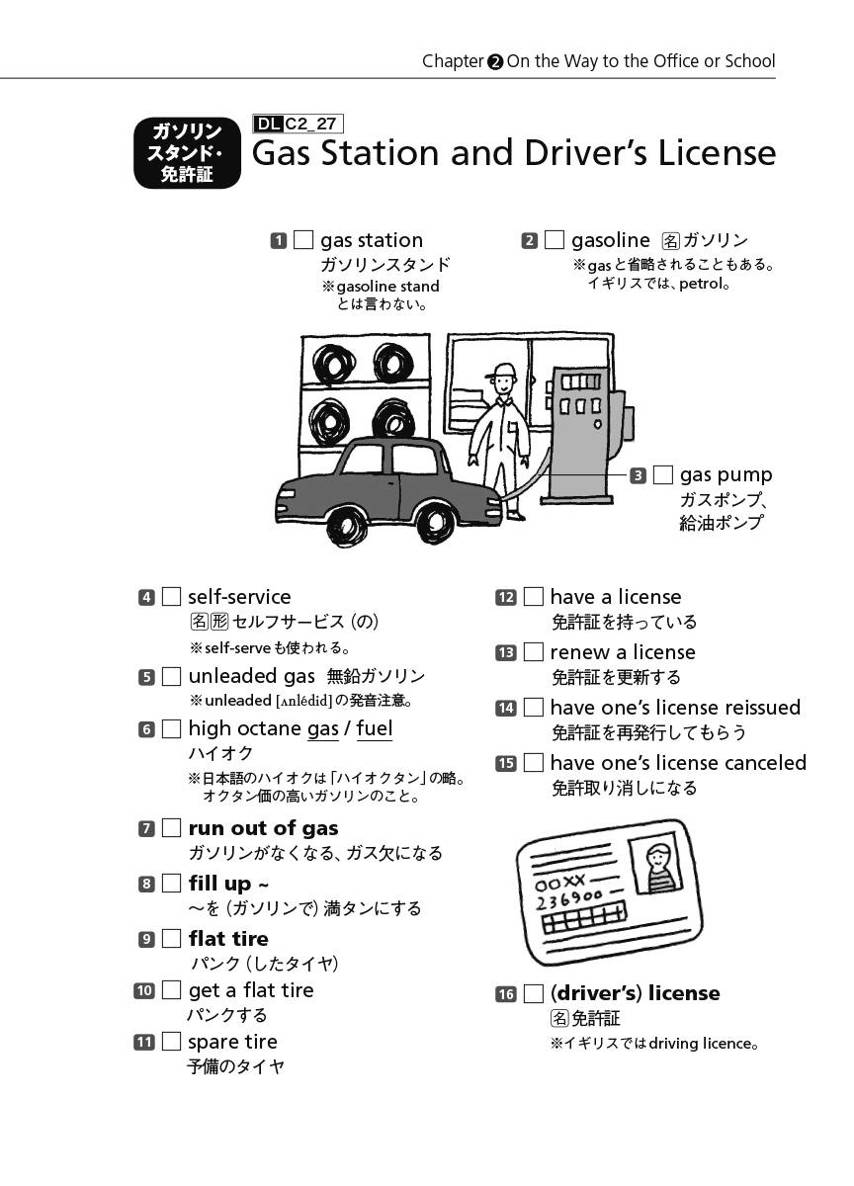 Chapter ❷ On the Way to the Office or School
ガソリン
スタンド・
免許証
DL C2_27
Gas Station and Driver's License
1 □ gas station
ガソリンスタンド
※gasoline stand
とは言わない。
2 □ gasoline 名 ガソリン
※gasと省略されることもある。
イギリスでは、petrol。
3 □ gas pump
ガスポンプ、
給油ポンプ
4 □ self-service
名形 セルフサービス（の）
※self-serveも使われる。
5 □ unleaded gas 無鉛ガソリン
※unleaded [ʌnlédid]の発音注意。
6 □ high octane gas / fuel
ハイオク
※日本語のハイオクは「ハイオクタン」の略。
オクタン価の高いガソリンのこと。
7 □ run out of gas
ガソリンがなくなる、ガス欠になる
8 □ fill up ~
〜を（ガソリンで）満タンにする
9 □ flat tire
パンク（したタイヤ）
10 □ get a flat tire
パンクする
11 □ spare tire
予備のタイヤ
12 □ have a license
免許証を持っている
13 □ renew a license
免許証を更新する
14 □ have one's license reissued
免許証を再発行してもらう
15 □ have one's license canceled
免許取り消しになる
OOXX
236900
16 □ (driver's) license
名 免許証
※イギリスではdriving licence。